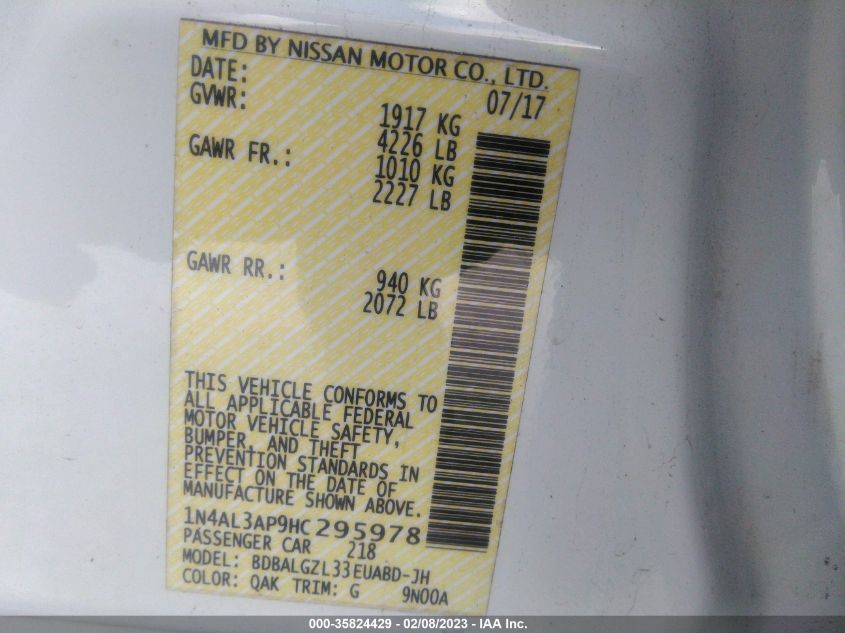 MFD BY NISSAN MOTOR CO., LTD.
DATE: 07/17
GVWR: 1917 KG
4226 LB
GAWR FR.: 1010 KG
2227 LB
GAWR RR.: 940 KG
2072 LB
THIS VEHICLE CONFORMS TO
ALL APPLICABLE FEDERAL
MOTOR VEHICLE SAFETY,
BUMPER, AND THEFT
PREVENTION STANDARDS IN
EFFECT ON THE DATE OF
MANUFACTURE SHOWN ABOVE.
1N4AL3AP9HC295978
PASSENGER CAR 218
MODEL: BDBALGZL33EUABD-JH
COLOR: QAK TRIM: G 9N00A
000-35824429 - 02/08/2023 - IAA Inc.